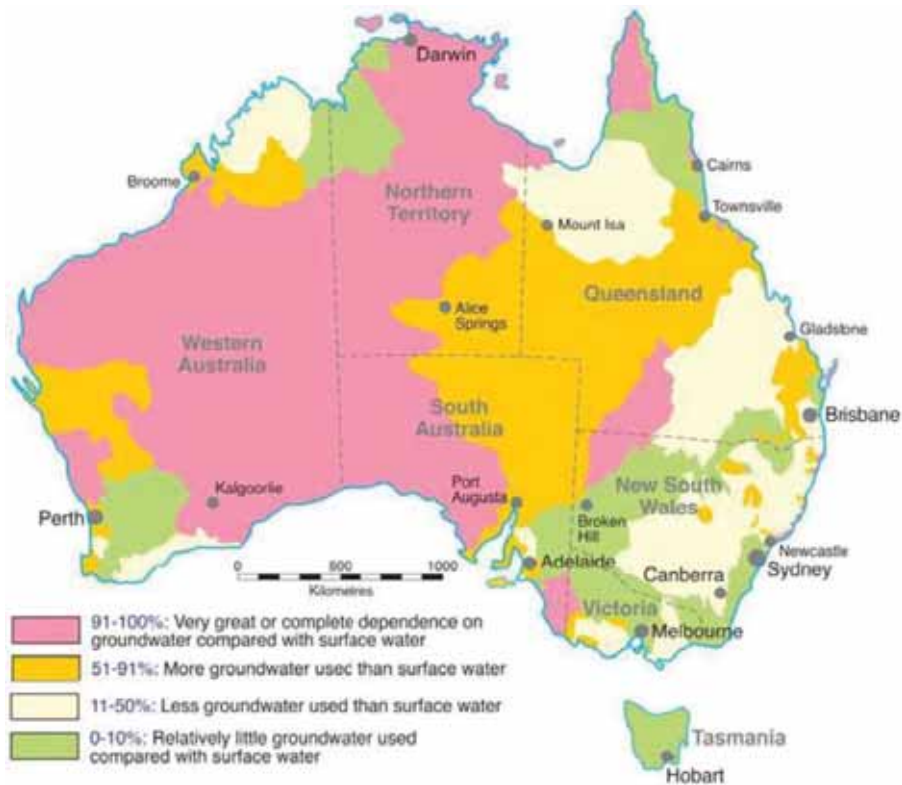 Darwin
Cairns
Broome
Townsville
Northern
Territory
Mount Isa
Queensland
Alice
Springs
Gladstone
Western
Australia
South
Australia
Brisbane
Kalgoorlie
Port
Augusta
New South
Wales
Perth
Broken
Hill
Newcastle
Sydney
Adelaide
Canberra
0 500 1000
Kilometres
Victoria
Melbourne
91-100%: Very great or complete dependence on
groundwater compared with surface water
51-91%: More groundwater usec than surface water
11-50%: Less groundwater used than surface water
0-10%: Relatively little groundwater used
compared with surface water
Tasmania
Hobart